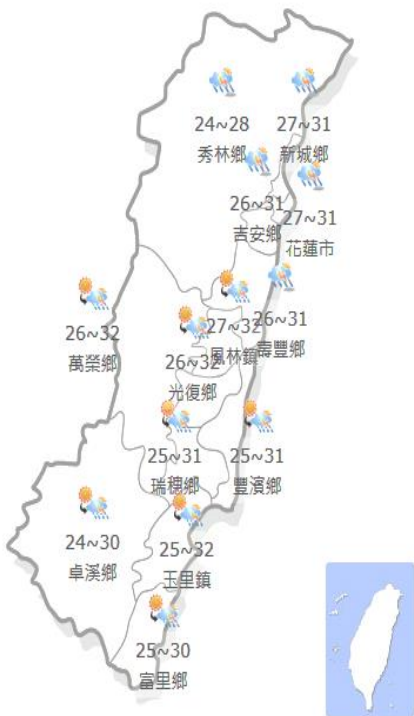 24~28
秀林鄉
27~31
新城鄉
26~31
吉安鄉
27~31
花蓮市
26~32
萬榮鄉
27~32
鳳林鎮
26~31
壽豐鄉
26~32
光復鄉
25~31
瑞穗鄉
25~31
豐濱鄉
24~30
卓溪鄉
25~32
玉里鎮
25~30
富里鄉